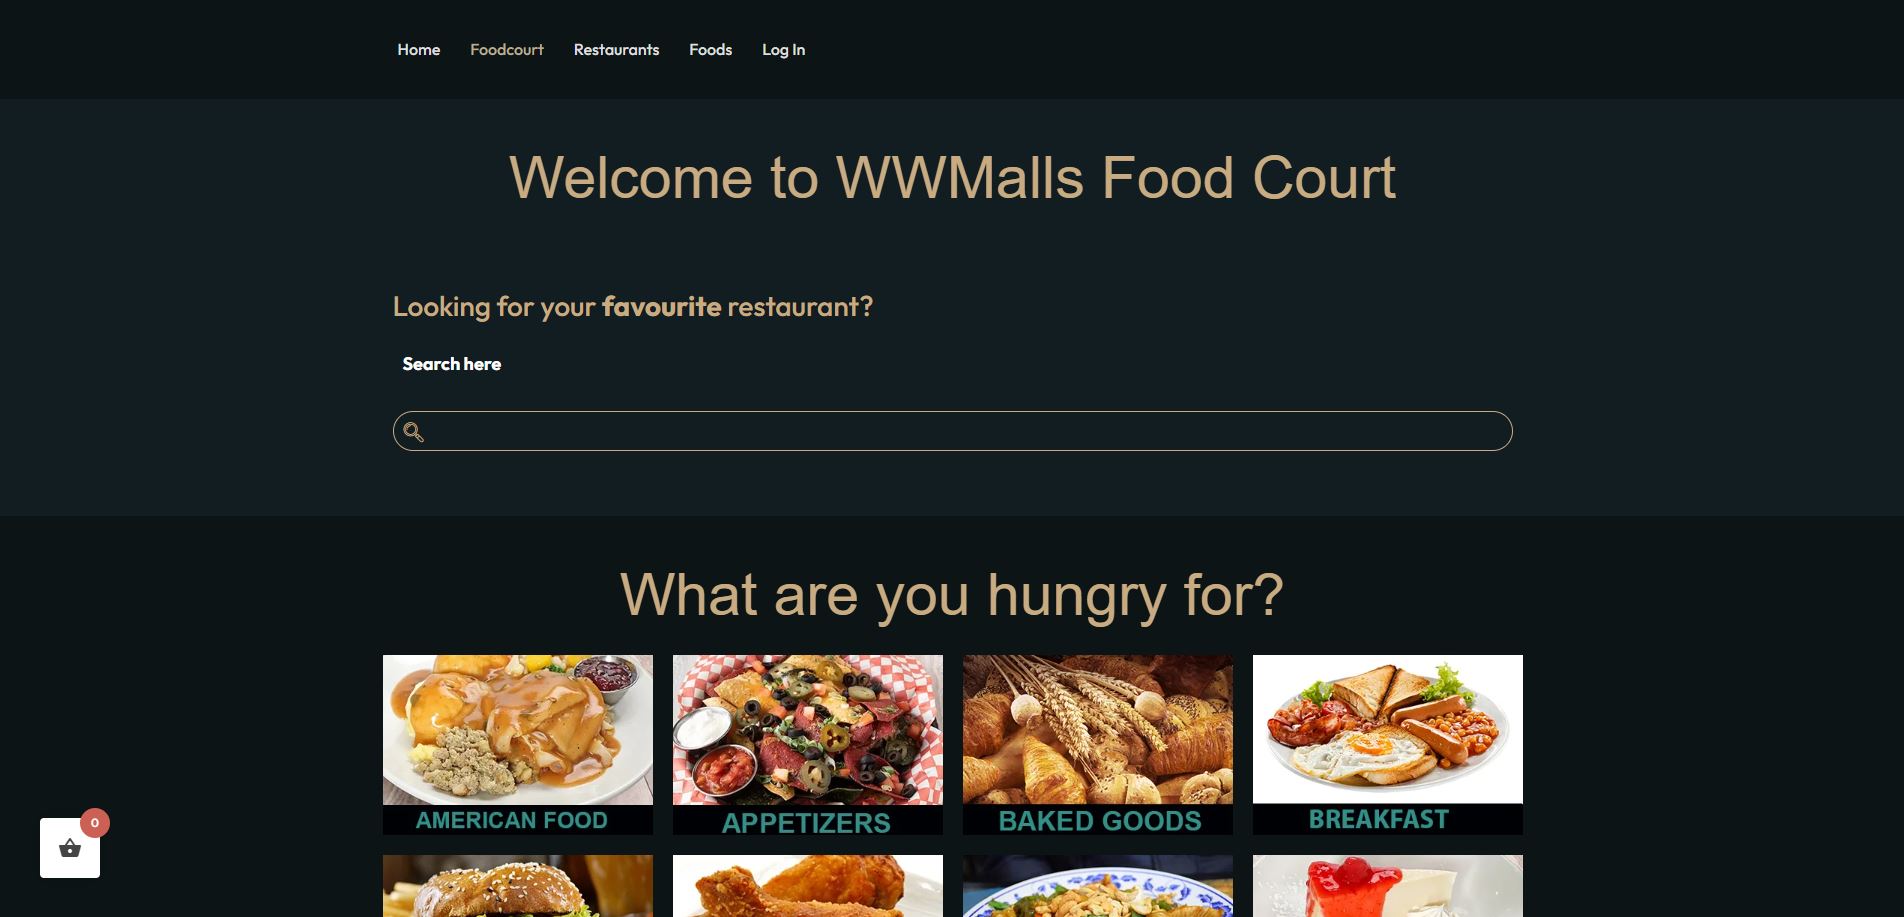 Home Foodcourt Restaurants Foods Log In
Welcome to WWMalls Food Court
Looking for your favourite restaurant?
Search here
What are you hungry for?
AMERICAN FOOD
APPETIZERS
BAKED GOODS
BREAKFAST
0